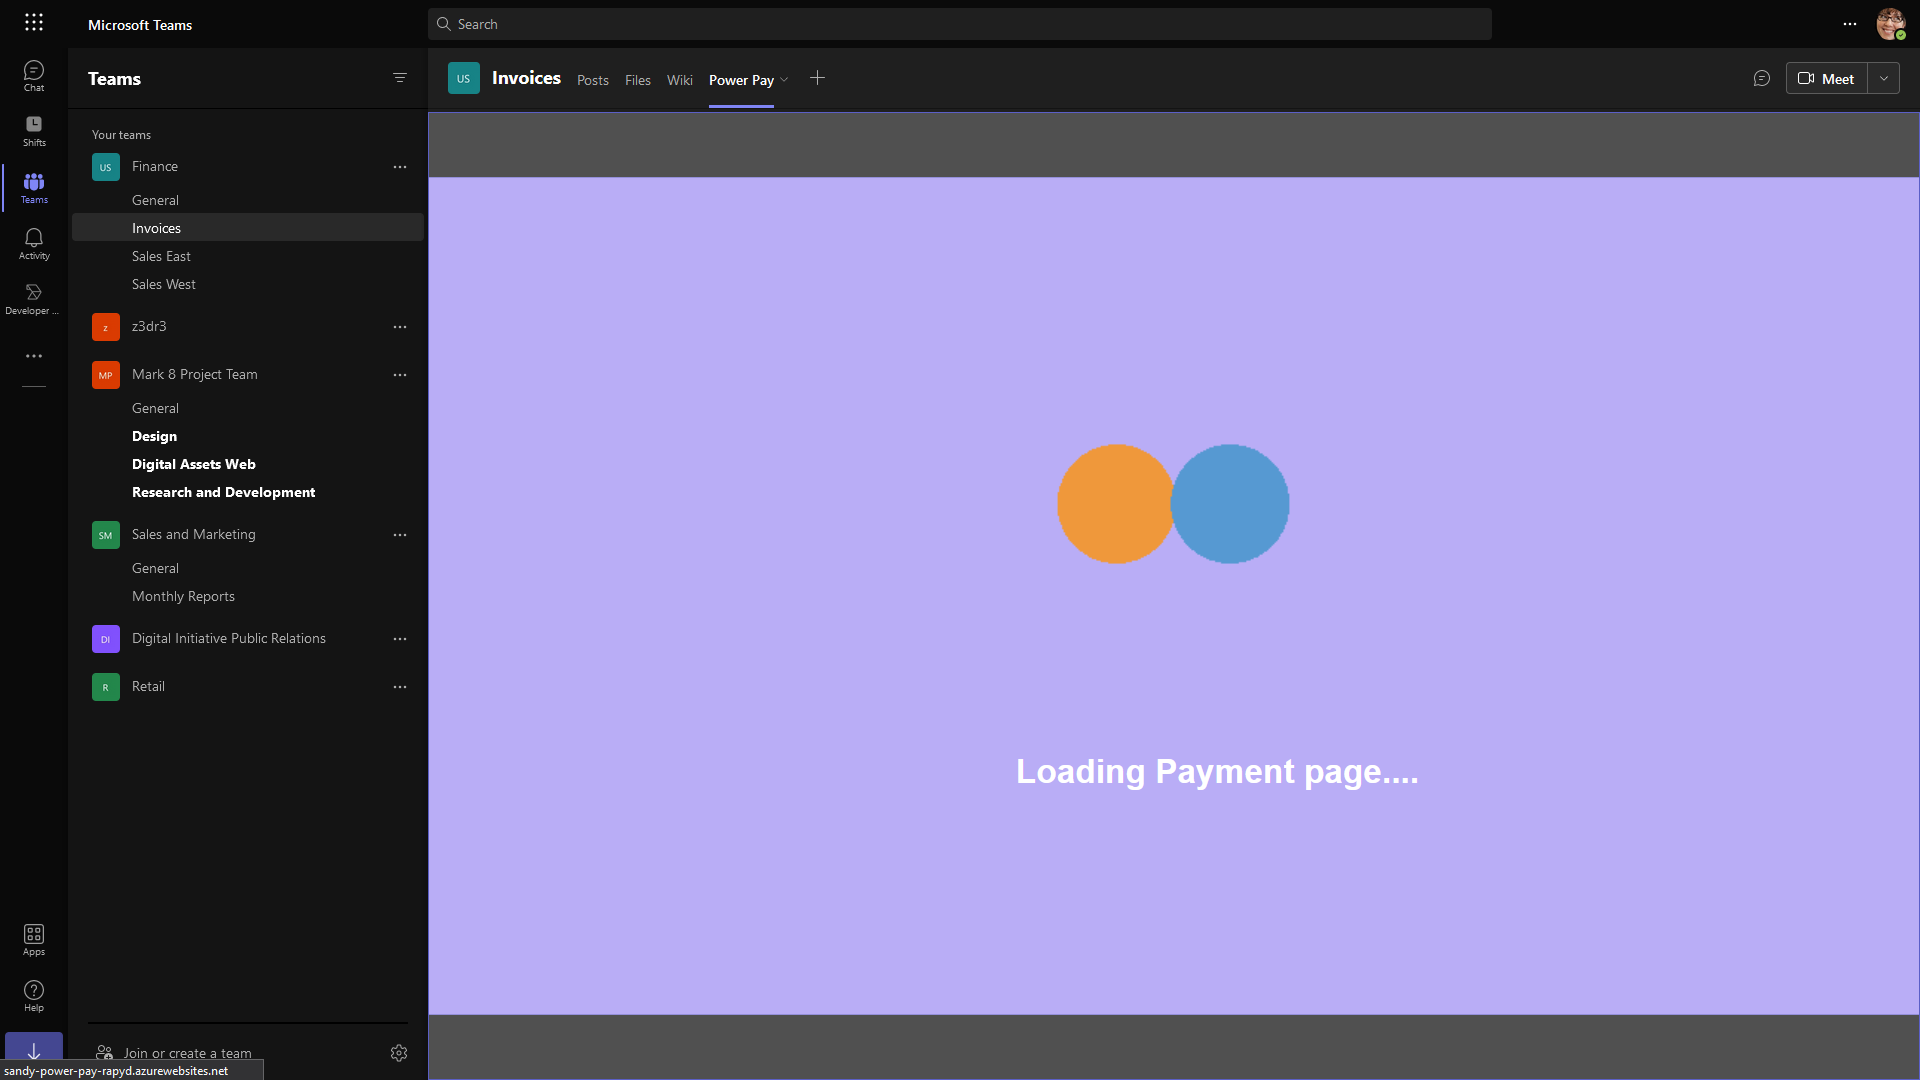 Microsoft Teams
Search
Chat
Shifts
Teams
Activity
Developer ...
Apps
Help
Teams
Your teams
US Finance
General
Invoices
Sales East
Sales West
z z3dr3
MP Mark 8 Project Team
General
Design
Digital Assets Web
Research and Development
SM Sales and Marketing
General
Monthly Reports
DI Digital Initiative Public Relations
R Retail
Join or create a team
sandy-power-pay-rapyd.azurewebsites.net
US Invoices Posts Files Wiki Power Pay
Meet
Loading Payment page....